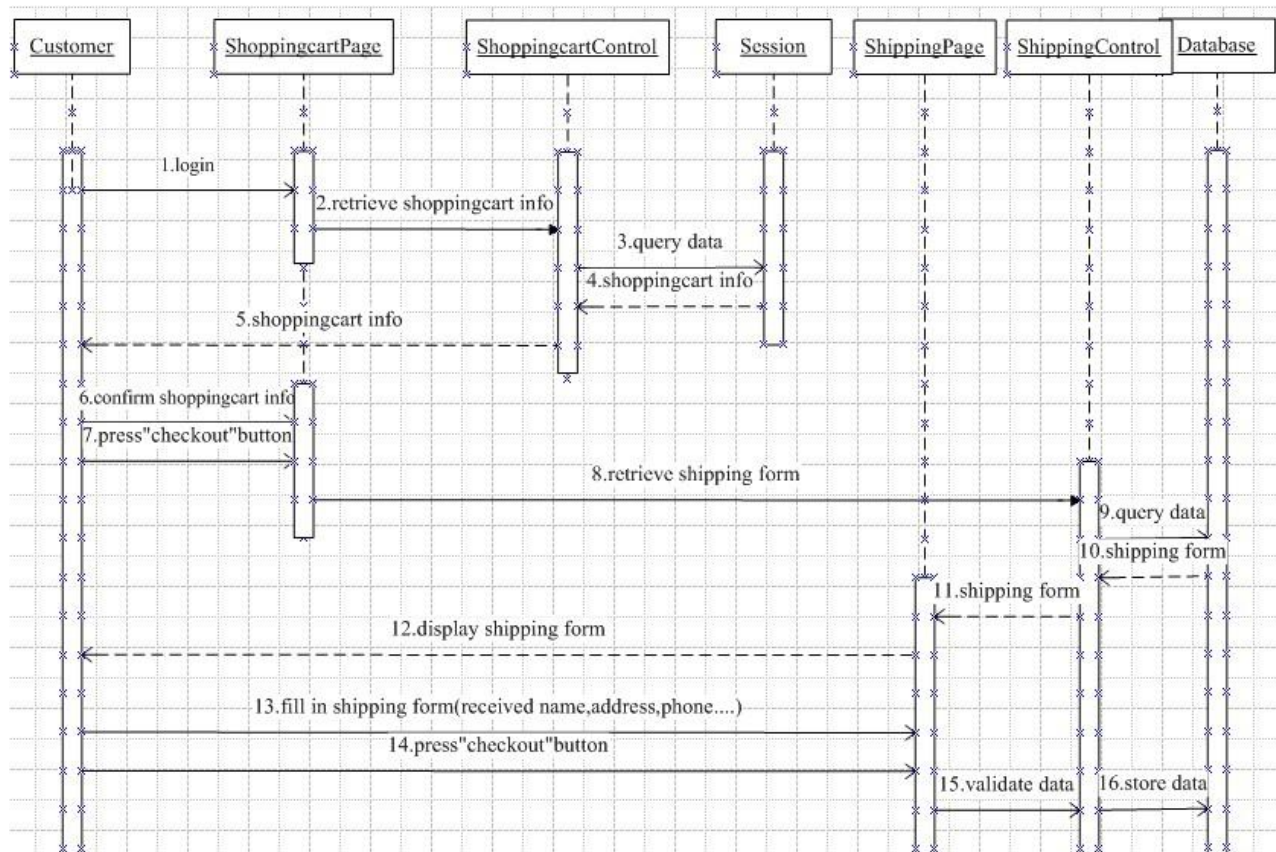 Customer
ShoppingcartPage
ShoppingcartControl
Session
ShippingPage
ShippingControl
Database
1.login
2.retrieve shoppingcart info
3.query data
4.shoppingcart info
5.shoppingcart info
6.confirm shoppingcart info
7.press"checkout"button
8.retrieve shipping form
9.query data
10.shipping form
11.shipping form
12.display shipping form
13.fill in shipping form(received name,address,phone....)
14.press"checkout"button
15.validate data
16.store data